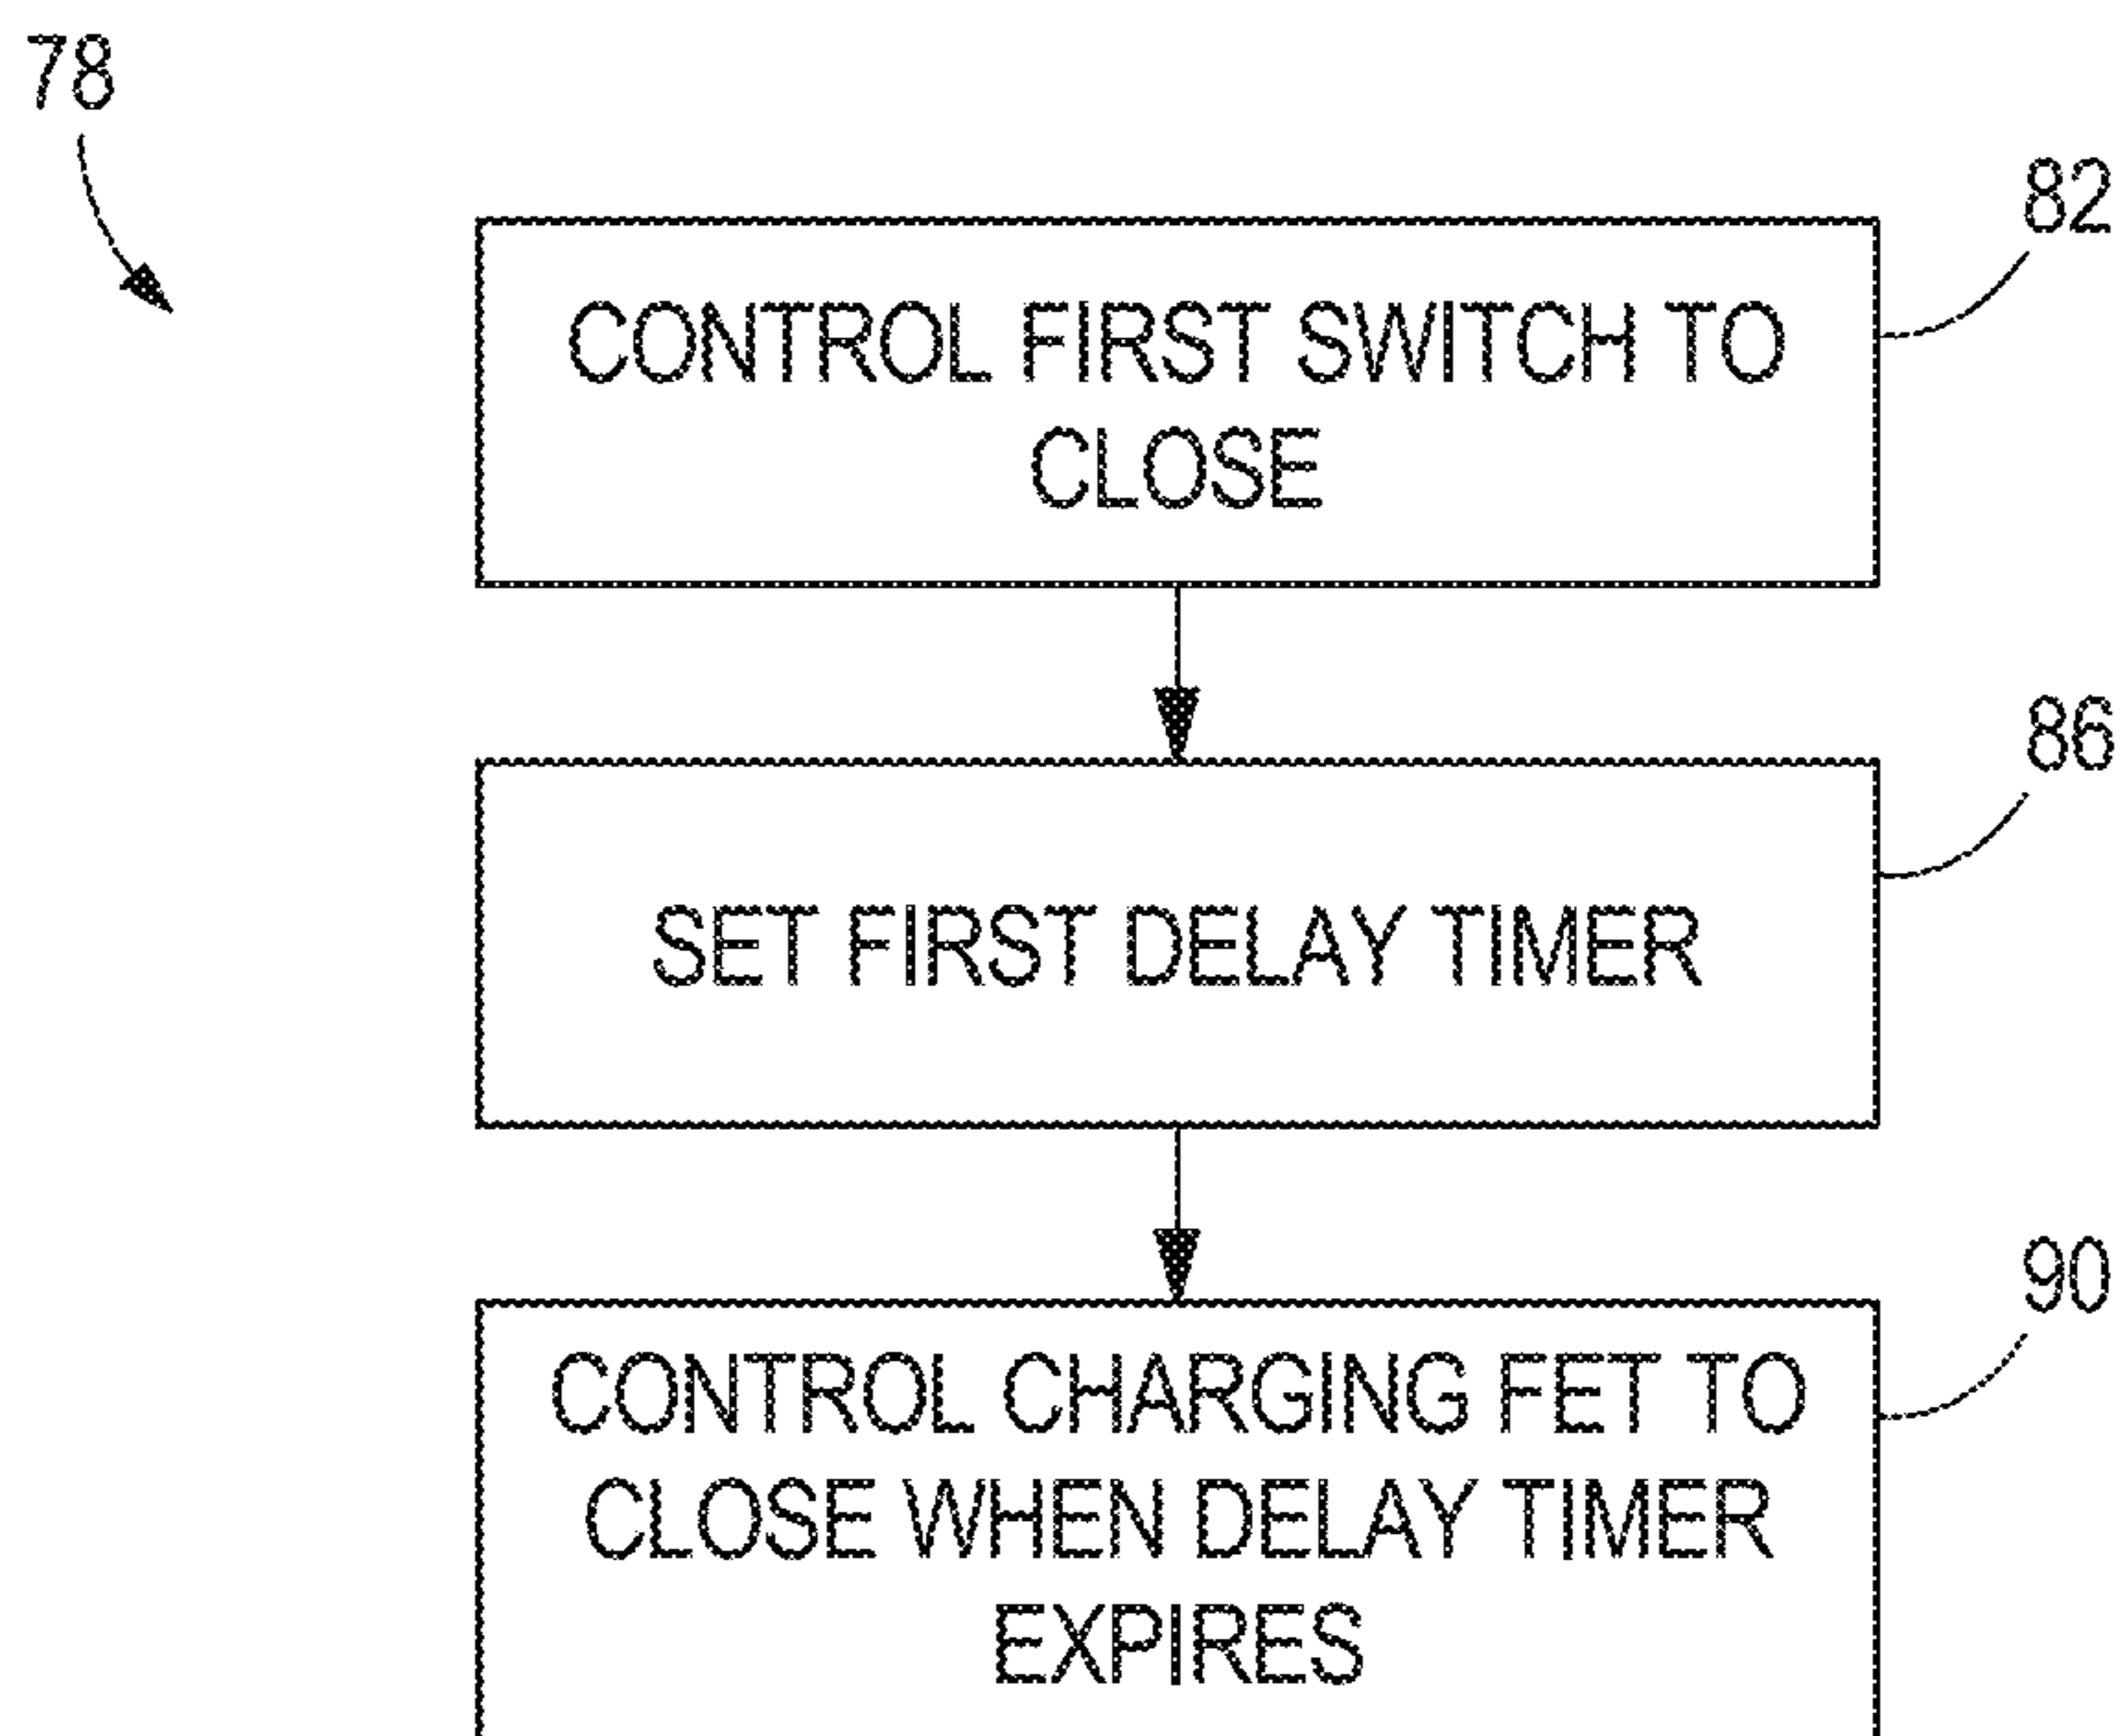 78
82
CONTROL FIRST SWITCH TO
CLOSE
86
SET FIRST DELAY TIMER
90
CONTROL CHARGING FET TO
CLOSE WHEN DELAY TIMER
EXPIRES